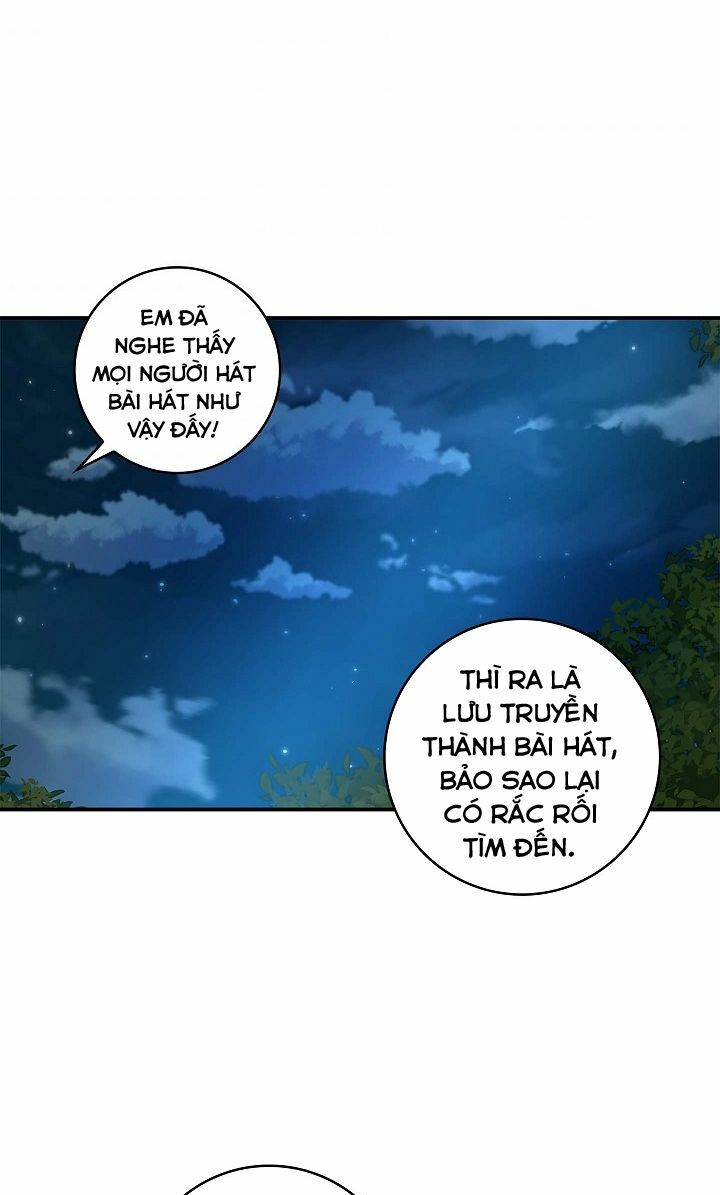 EM ĐÃ
NGHE THẤY
MỌI NGƯỜI HÁT
BÀI HÁT NHƯ
VẬY ĐẤY!
THÌ RA LÀ
LƯU TRUYỀN
THÀNH BÀI HÁT,
BẢO SAO LẠI
CÓ RẮC RỐI
TÌM ĐẾN.